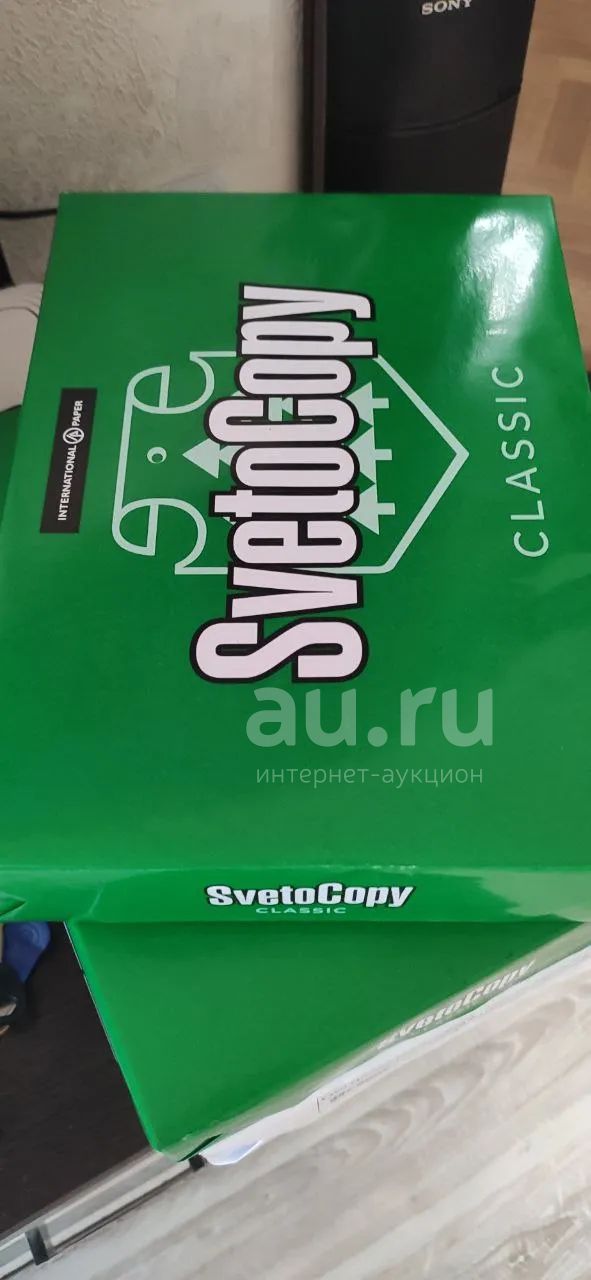 SONY
INTERNATIONAL PAPER
SvetoCopy
CLASSIC
au.ru
интернет-аукцион
SvetoCopy
CLASSIC
SvetoCopy